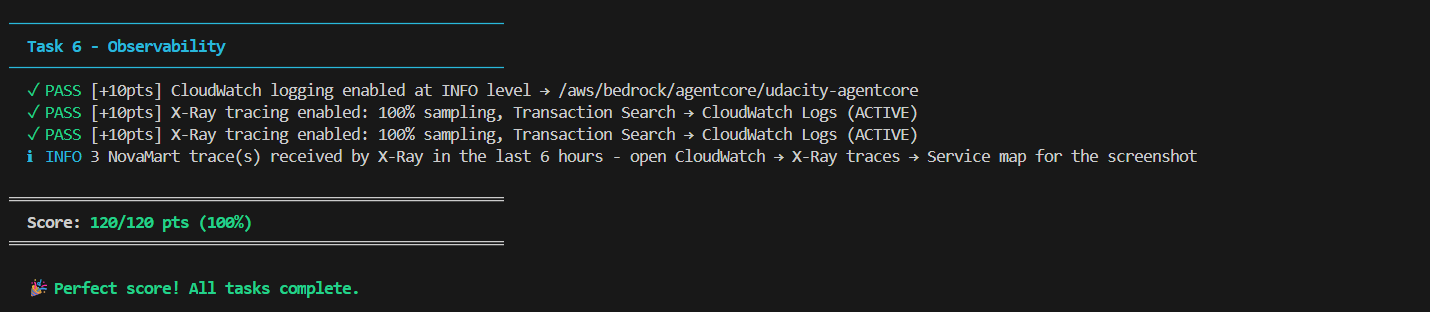 Task 6 - Observability
✓ PASS [+10pts] CloudWatch logging enabled at INFO level → /aws/bedrock/agentcore/udacity-agentcore
✓ PASS [+10pts] X-Ray tracing enabled: 100% sampling, Transaction Search → CloudWatch Logs (ACTIVE)
✓ PASS [+10pts] X-Ray tracing enabled: 100% sampling, Transaction Search → CloudWatch Logs (ACTIVE)
ℹ INFO 3 NovaMart trace(s) received by X-Ray in the last 6 hours - open CloudWatch → X-Ray traces → Service map for the screenshot
Score: 120/120 pts (100%)
🎉 Perfect score! All tasks complete.